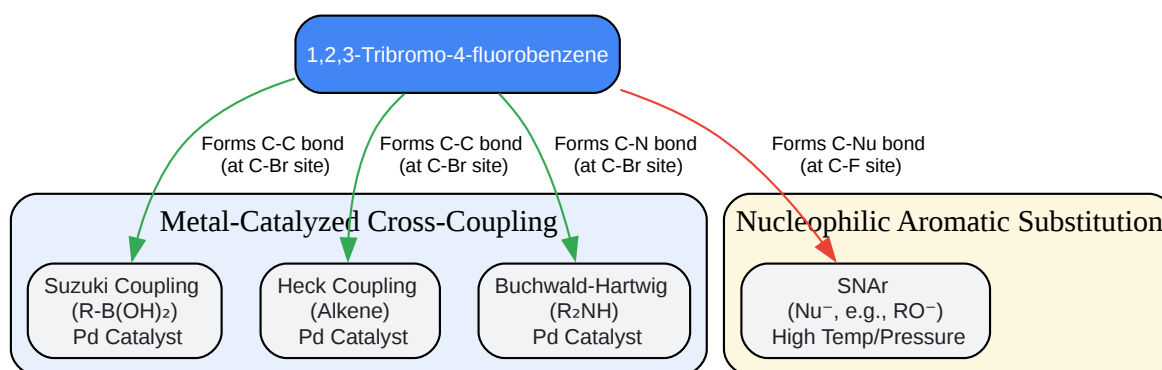 1,2,3-Tribromo-4-fluorobenzene
Forms C-C bond
(at C-Br site)
Forms C-C bond
(at C-Br site)
Forms C-N bond
(at C-Br site)
Forms C-Nu bond
(at C-F site)
Metal-Catalyzed Cross-Coupling
Suzuki Coupling
(R-B(OH)₂)
Pd Catalyst
Heck Coupling
(Alkene)
Pd Catalyst
Buchwald-Hartwig
(R₂NH)
Pd Catalyst
Nucleophilic Aromatic Substitution
SNAr
(Nu⁻, e.g., RO⁻)
High Temp/Pressure